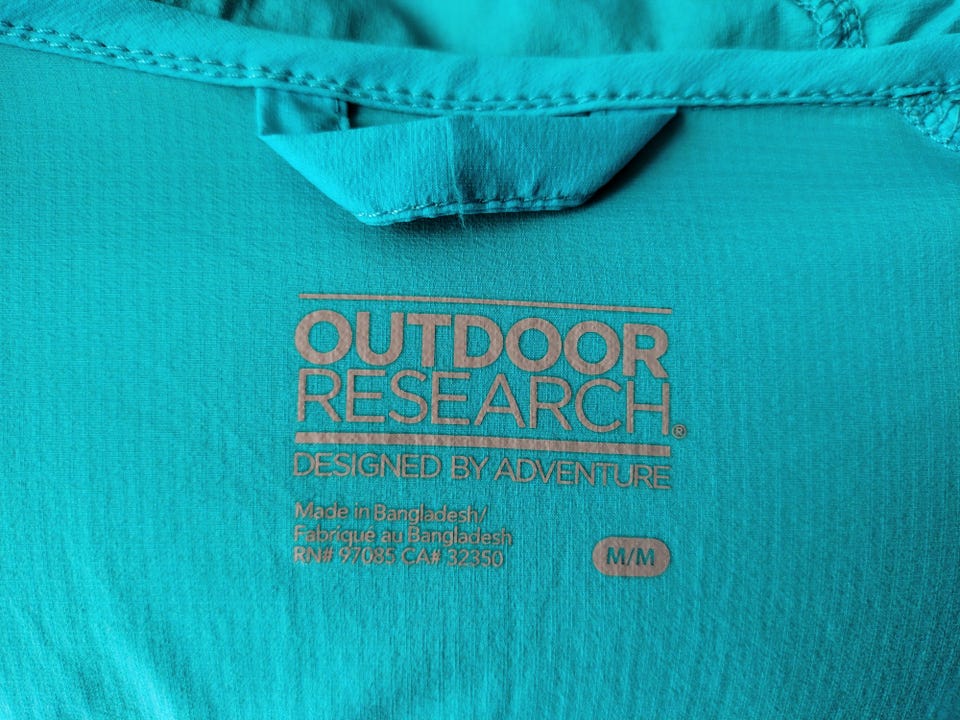 OUTDOOR
RESEARCH®
DESIGNED BY ADVENTURE
Made in Bangladesh/
Fabriqué au Bangladesh
RN# 97085 CA# 32350
M/M